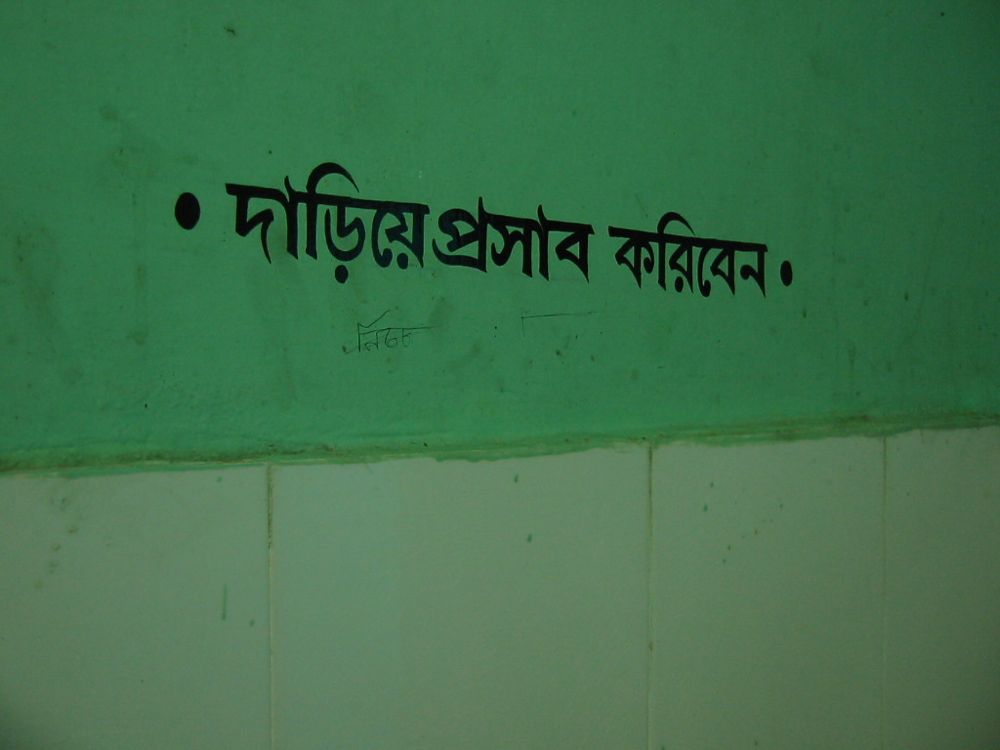 • দাড়িয়ে প্রসাব করিবেন •